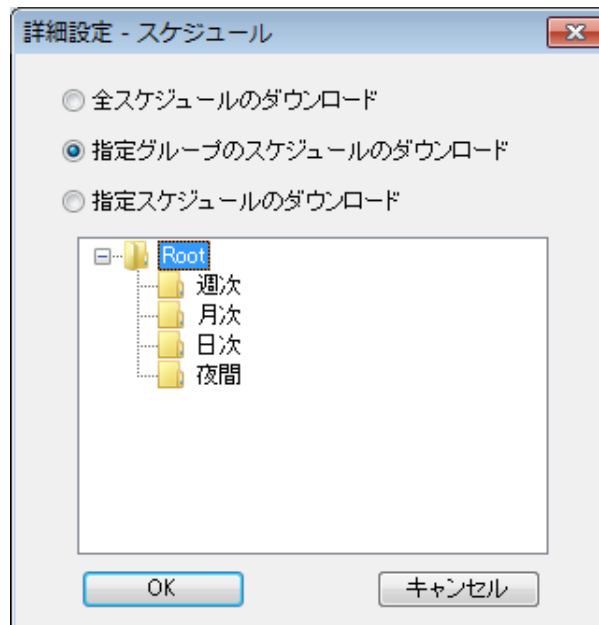 詳細設定 - スケジュール
全スケジュールのダウンロード
指定グループのスケジュールのダウンロード
指定スケジュールのダウンロード
Root
週次
月次
日次
夜間
OK
キャンセル